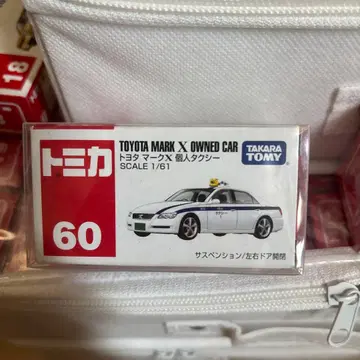 18
トミカ
60
TOYOTA MARK X OWNED CAR
トヨタ マークX 個人タクシー
SCALE 1/61
TAKARA
TOMY
サスペンション/左右ドア開閉